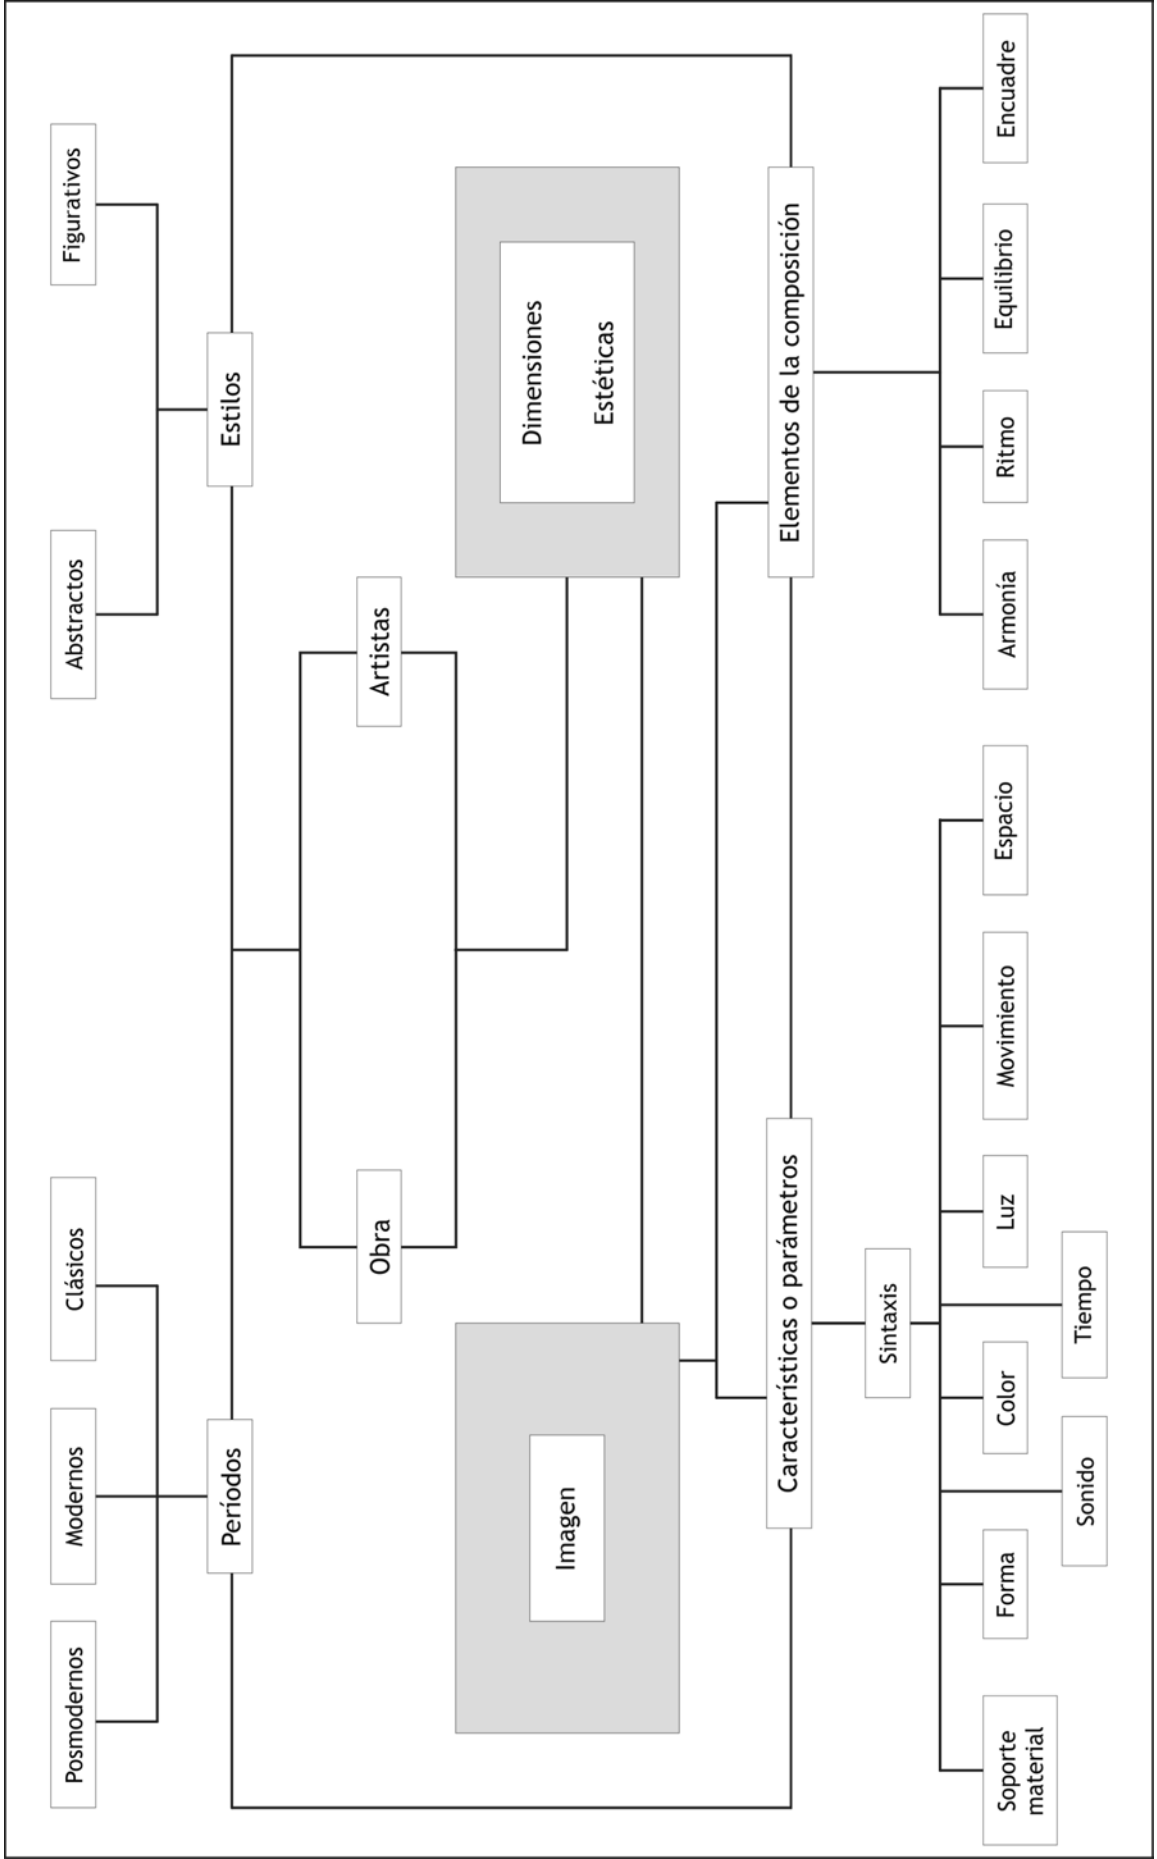 Posmodernos
Modernos
Clásicos
Abstractos
Figurativos
Períodos
Estilos
Obra
Artistas
Imagen
Dimensiones
Estéticas
Características o parámetros
Elementos de la composición
Sintaxis
Soporte
material
Forma
Color
Luz
Movimiento
Espacio
Armonía
Ritmo
Equilibrio
Encuadre
Sonido
Tiempo